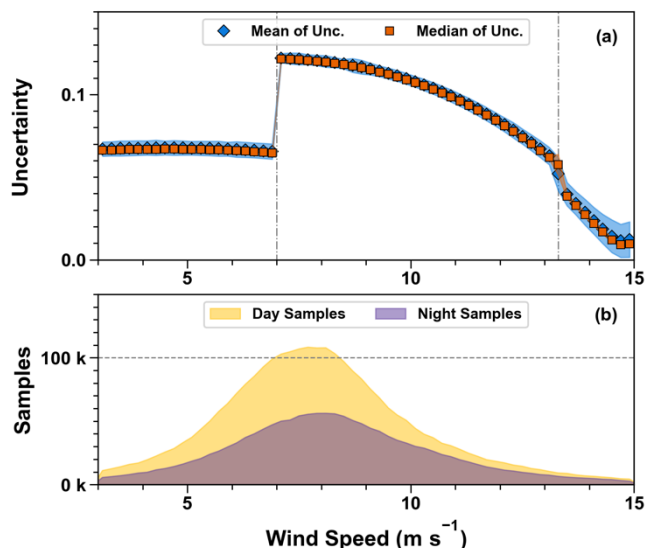 Mean of Unc. Median of Unc. (a)
Uncertainty
0.1
0.0
5 10 15
Day Samples Night Samples (b)
Samples
100 k
0 k
5 10 15
Wind Speed (m s⁻¹)